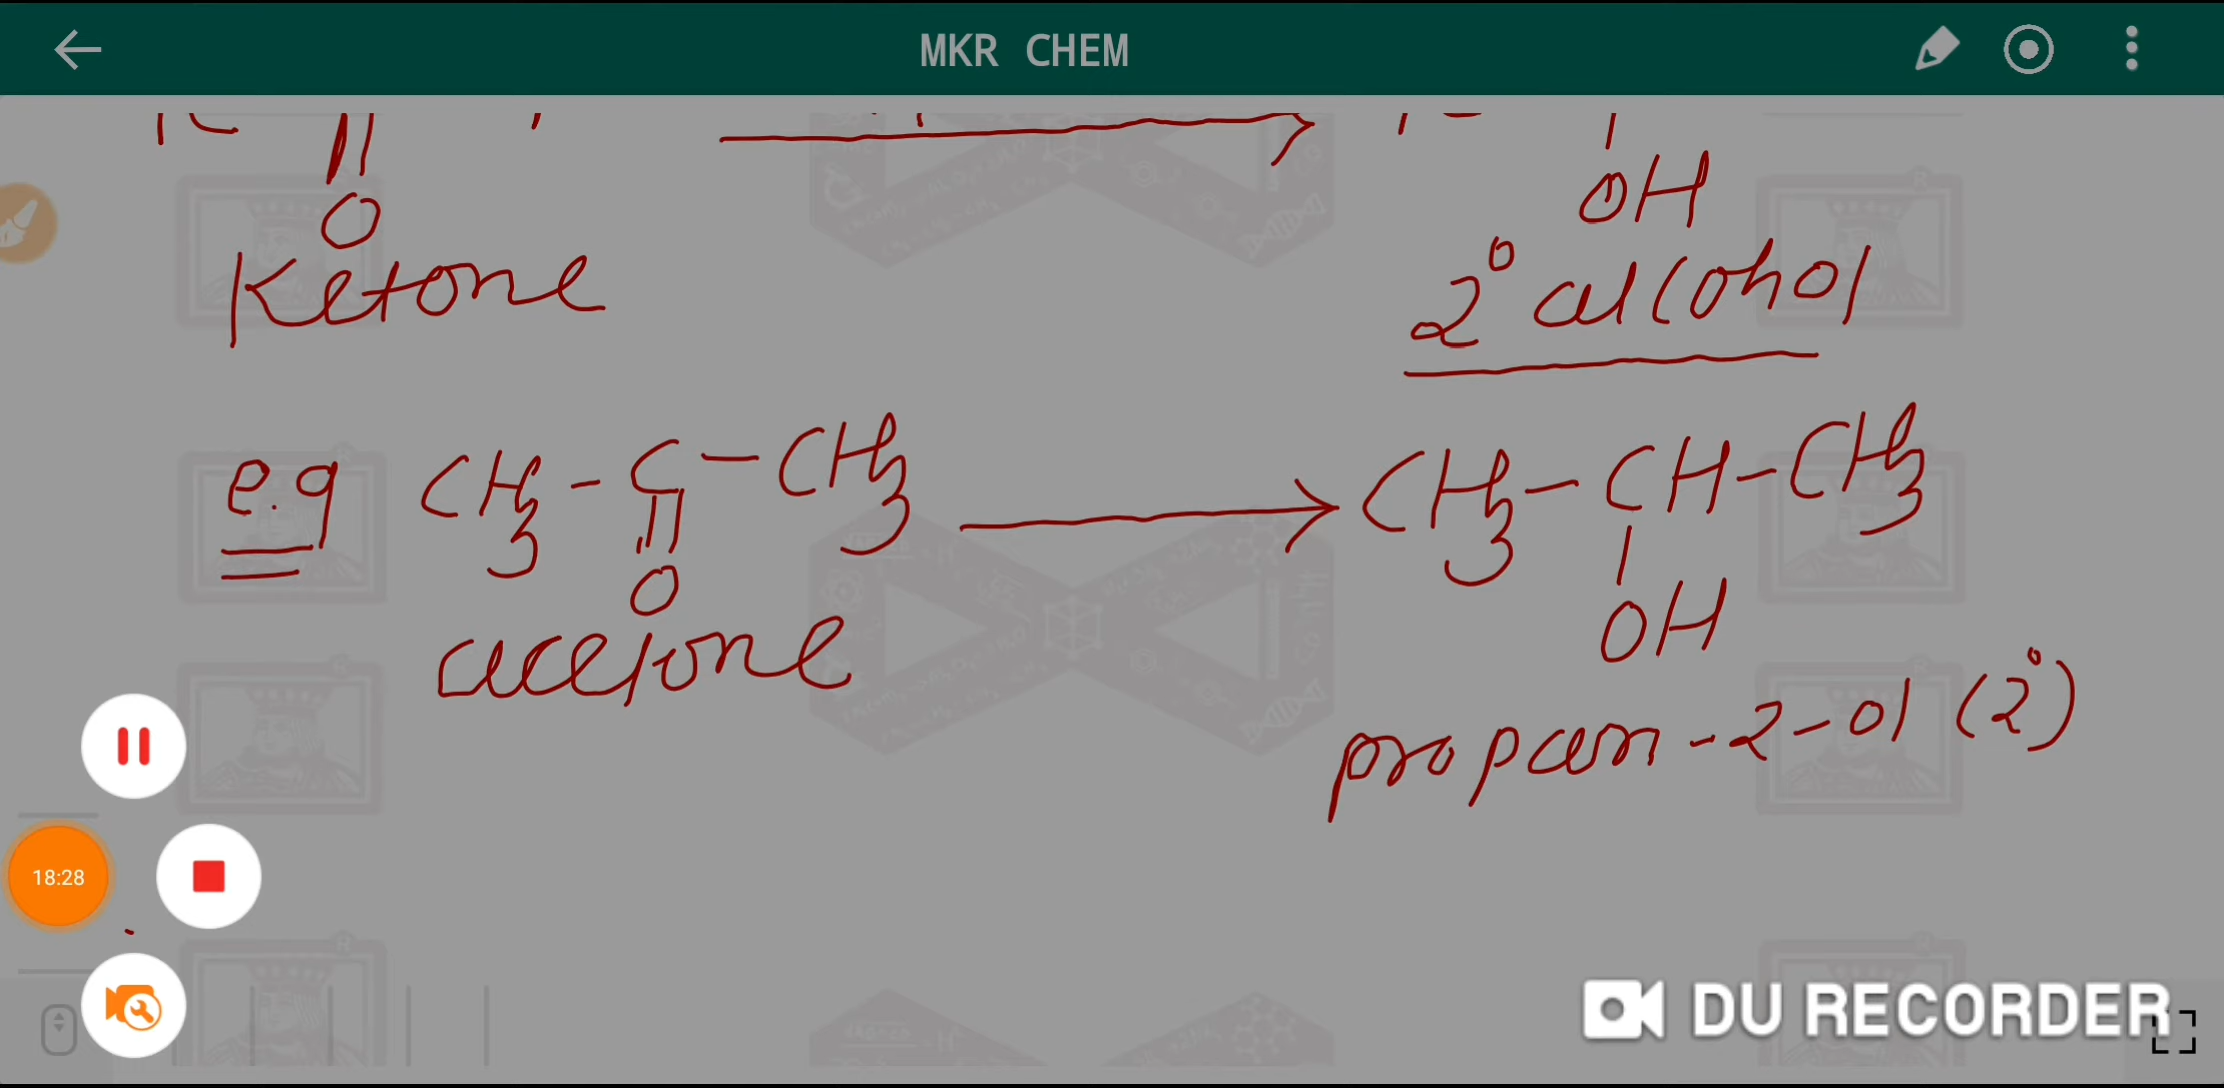 MKR CHEM
O
OH
Ketone
2° alcohol
e.g CH3 - C - CH3 → CH3 - CH - CH3
O
OH
acetone
propan-2-ol (2°)
18:28
DU RECORDER